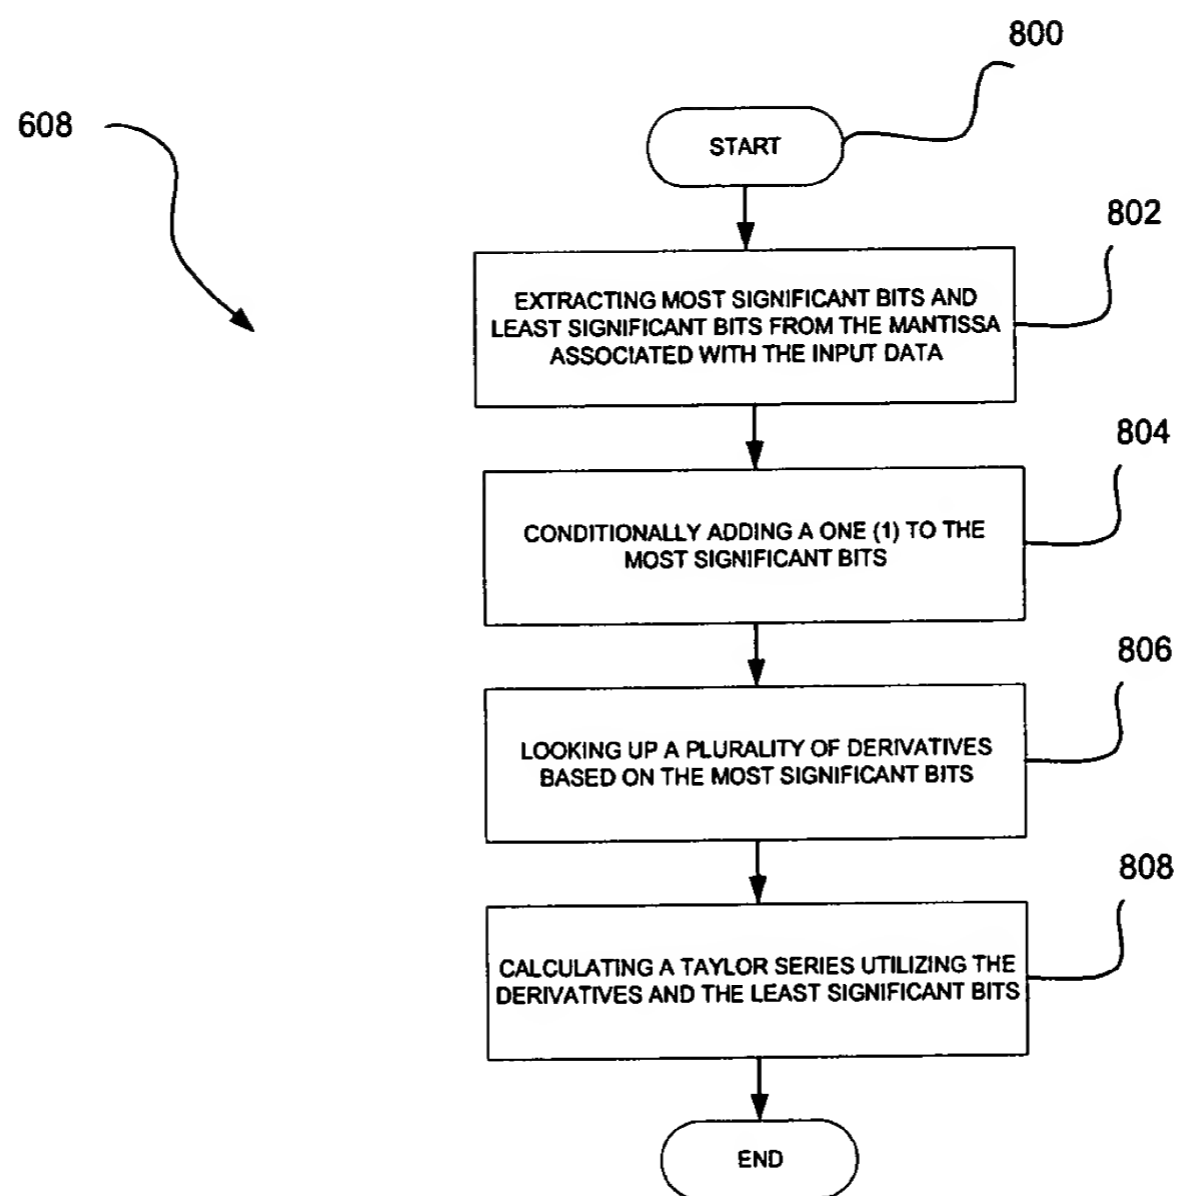 800
608
START
802
EXTRACTING MOST SIGNIFICANT BITS AND
LEAST SIGNIFICANT BITS FROM THE MANTISSA
ASSOCIATED WITH THE INPUT DATA
804
CONDITIONALLY ADDING A ONE (1) TO THE
MOST SIGNIFICANT BITS
806
LOOKING UP A PLURALITY OF DERIVATIVES
BASED ON THE MOST SIGNIFICANT BITS
808
CALCULATING A TAYLOR SERIES UTILIZING THE
DERIVATIVES AND THE LEAST SIGNIFICANT BITS
END